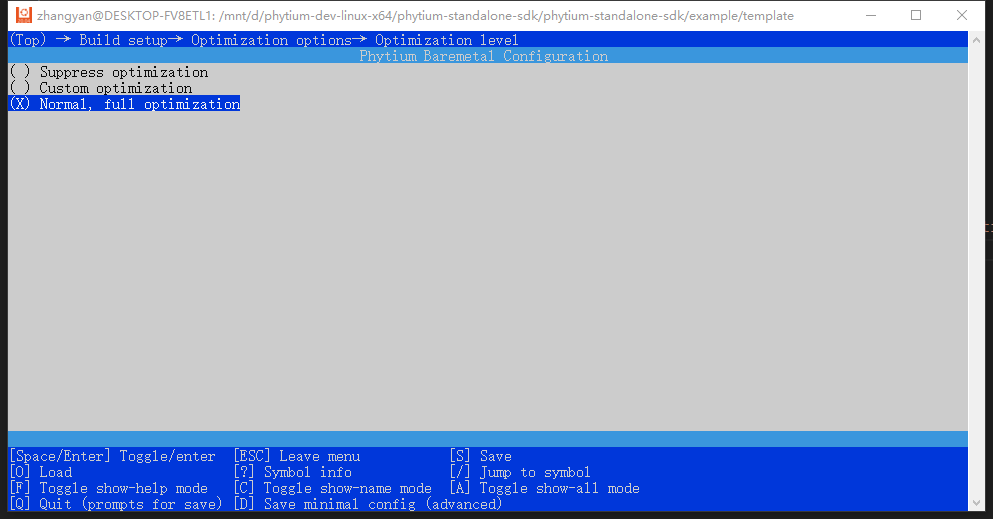 zhangyan@DESKTOP-FV8ETL1: /mnt/d/phytium-dev-linux-x64/phytium-standalone-sdk/phytium-standalone-sdk/example/template
(Top) → Build setup→ Optimization options→ Optimization level
Phytium Baremetal Configuration
( ) Suppress optimization
( ) Custom optimization
(X) Normal, full optimization
[Space/Enter] Toggle/enter [ESC] Leave menu [S] Save
[O] Load [?] Symbol info [/] Jump to symbol
[F] Toggle show-help mode [C] Toggle show-name mode [A] Toggle show-all mode
[Q] Quit (prompts for save) [D] Save minimal config (advanced)